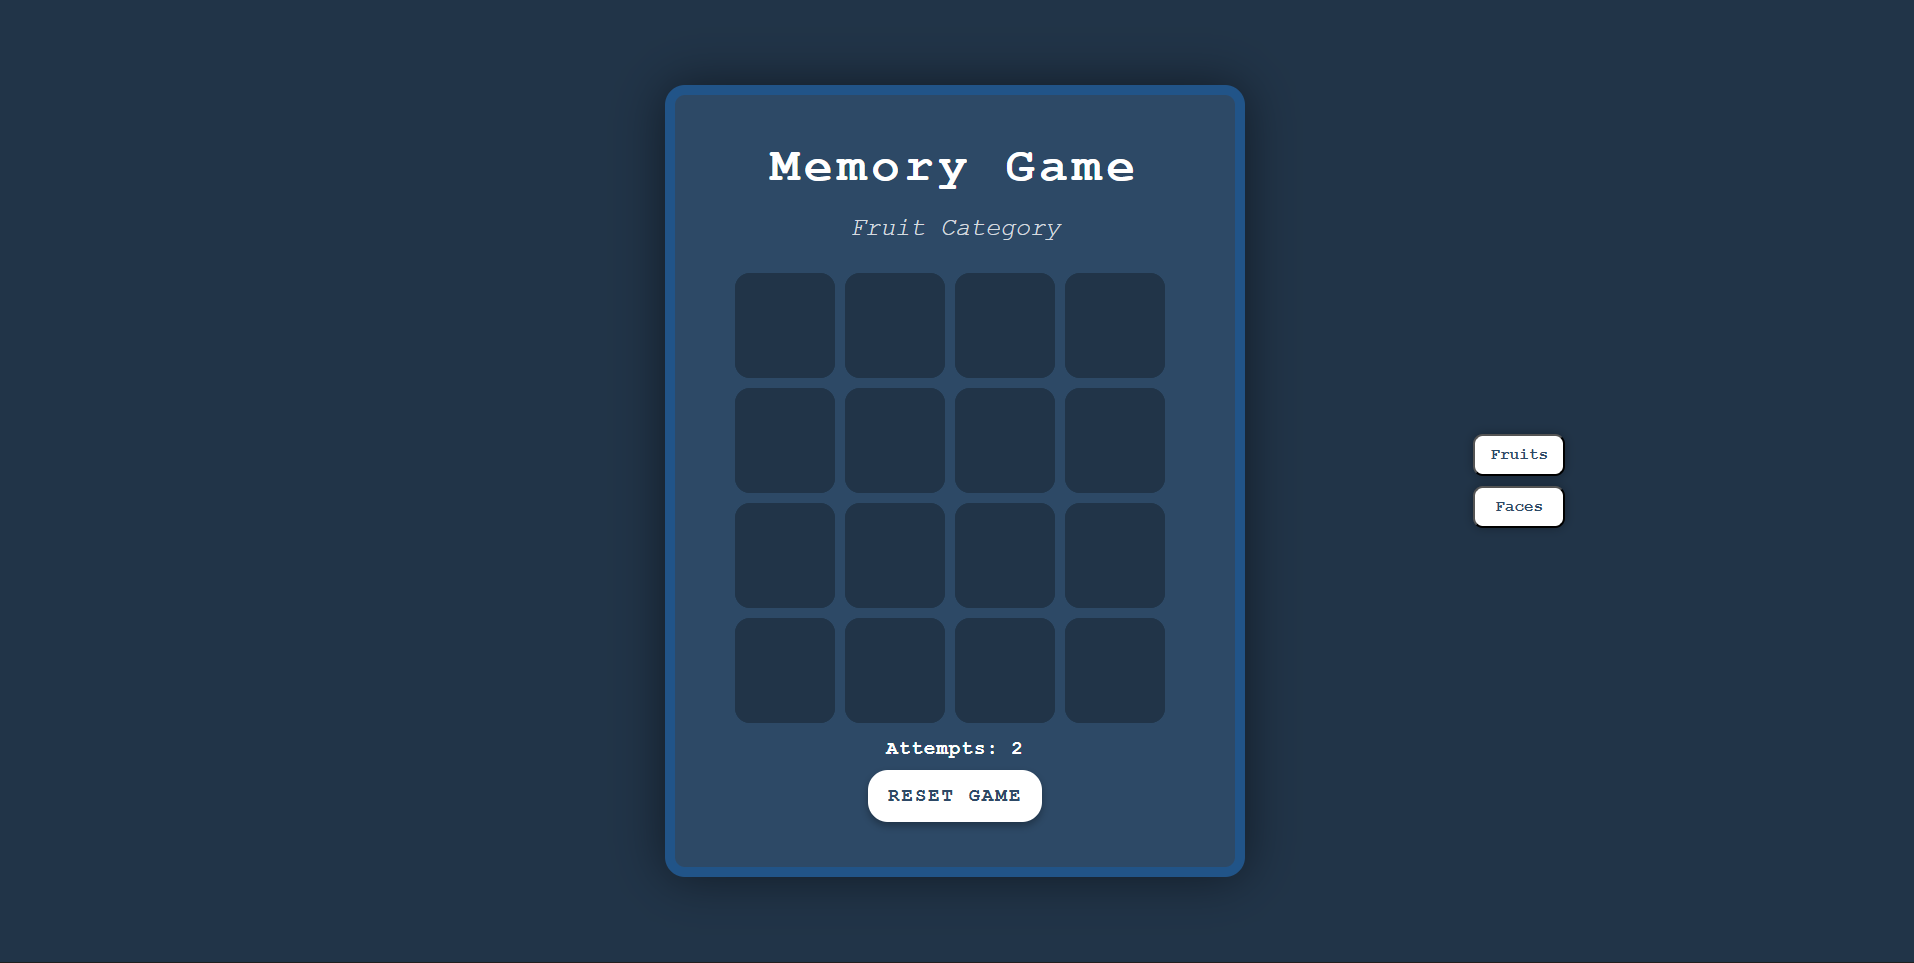 Memory Game
Fruit Category
Attempts: 2
RESET GAME
Fruits
Faces